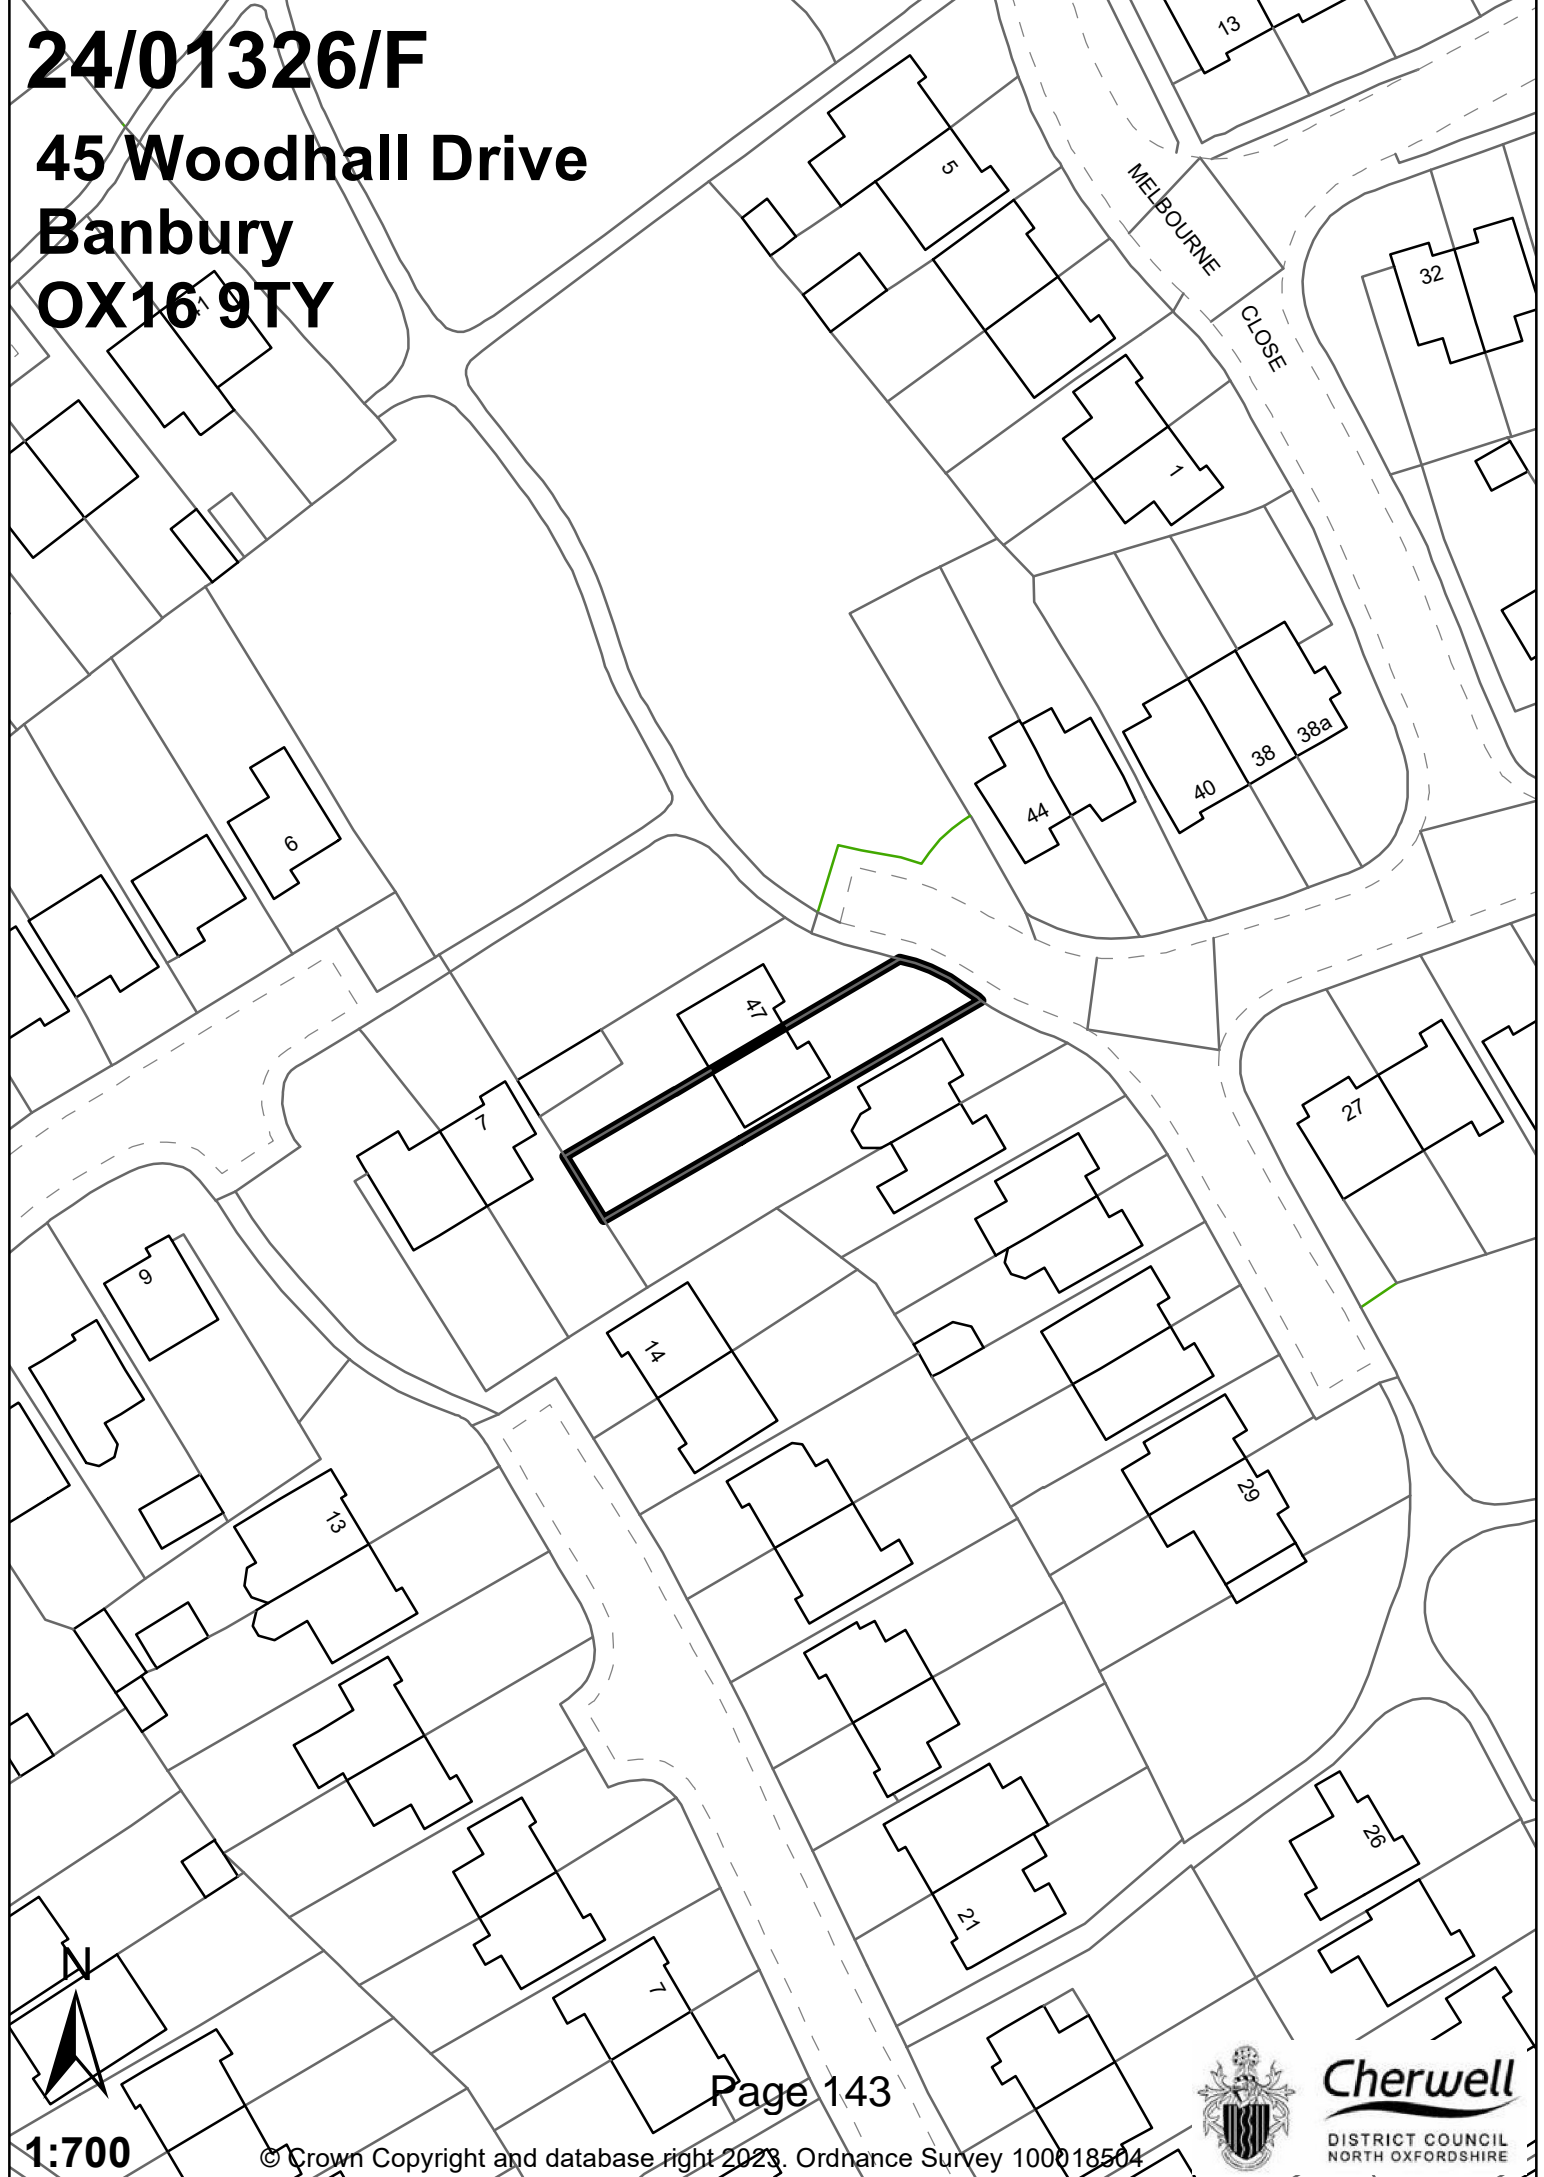 24/01326/F
45 Woodhall Drive
Banbury
OX16 9TY
41
13
5
MELBOURNE
CLOSE
32
1
6
44
40
38
38a
47
7
27
9
14
13
29
26
21
7
N
Page 143
1:700
© Crown Copyright and database right 2023. Ordnance Survey 100018504
Cherwell
DISTRICT COUNCIL
NORTH OXFORDSHIRE